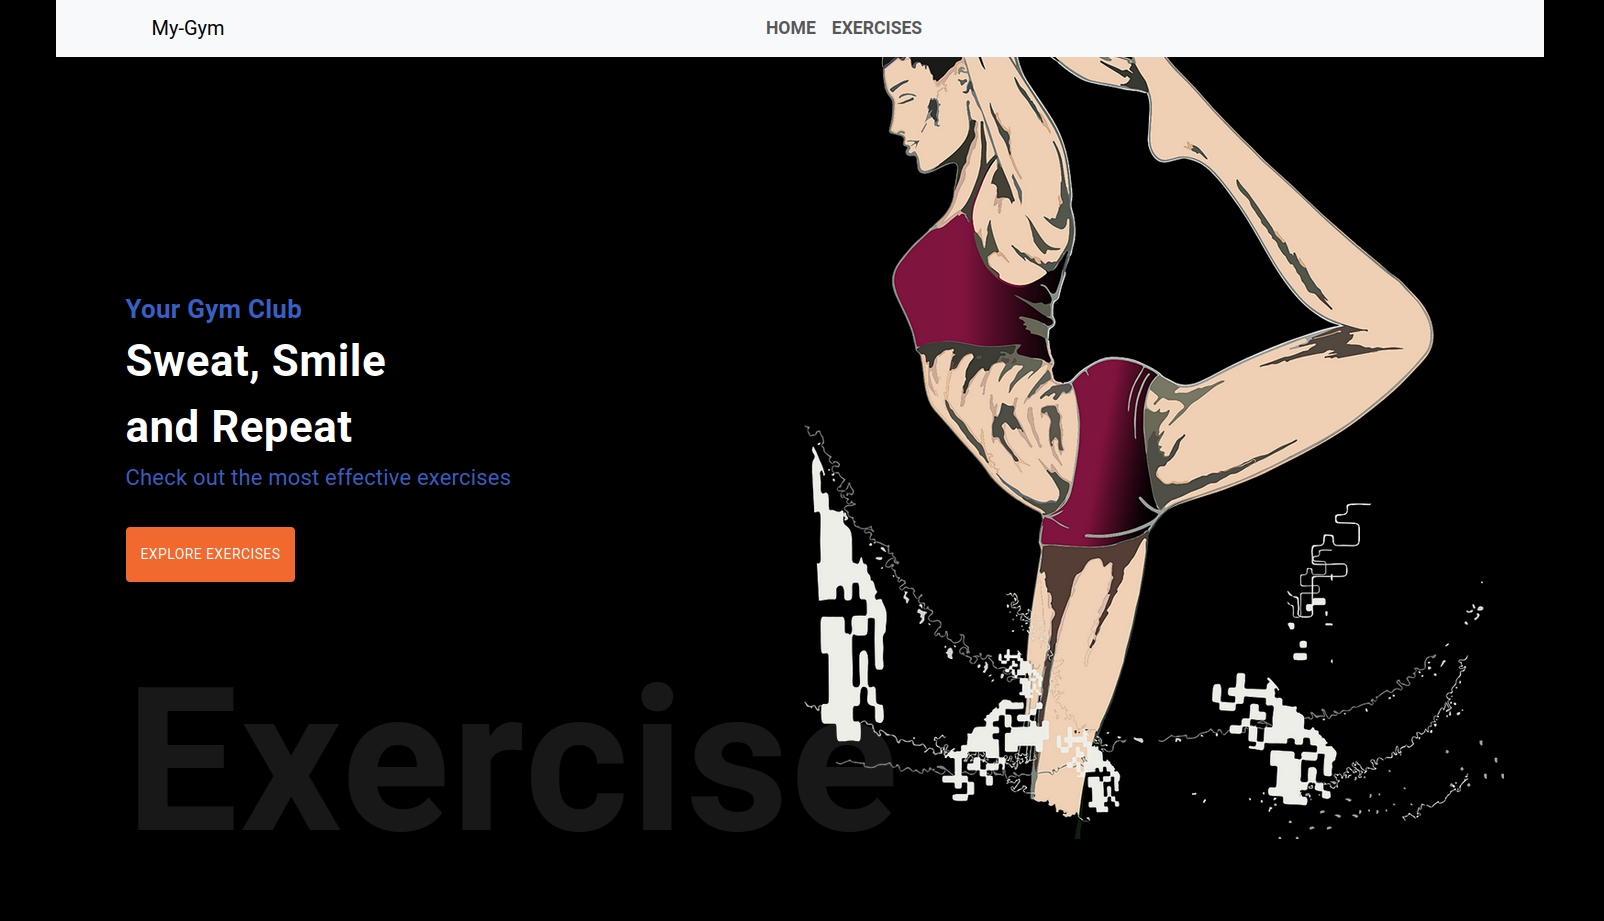 My-Gym
HOME EXERCISES
Your Gym Club
Sweat, Smile
and Repeat
Check out the most effective exercises
EXPLORE EXERCISES
Exercise